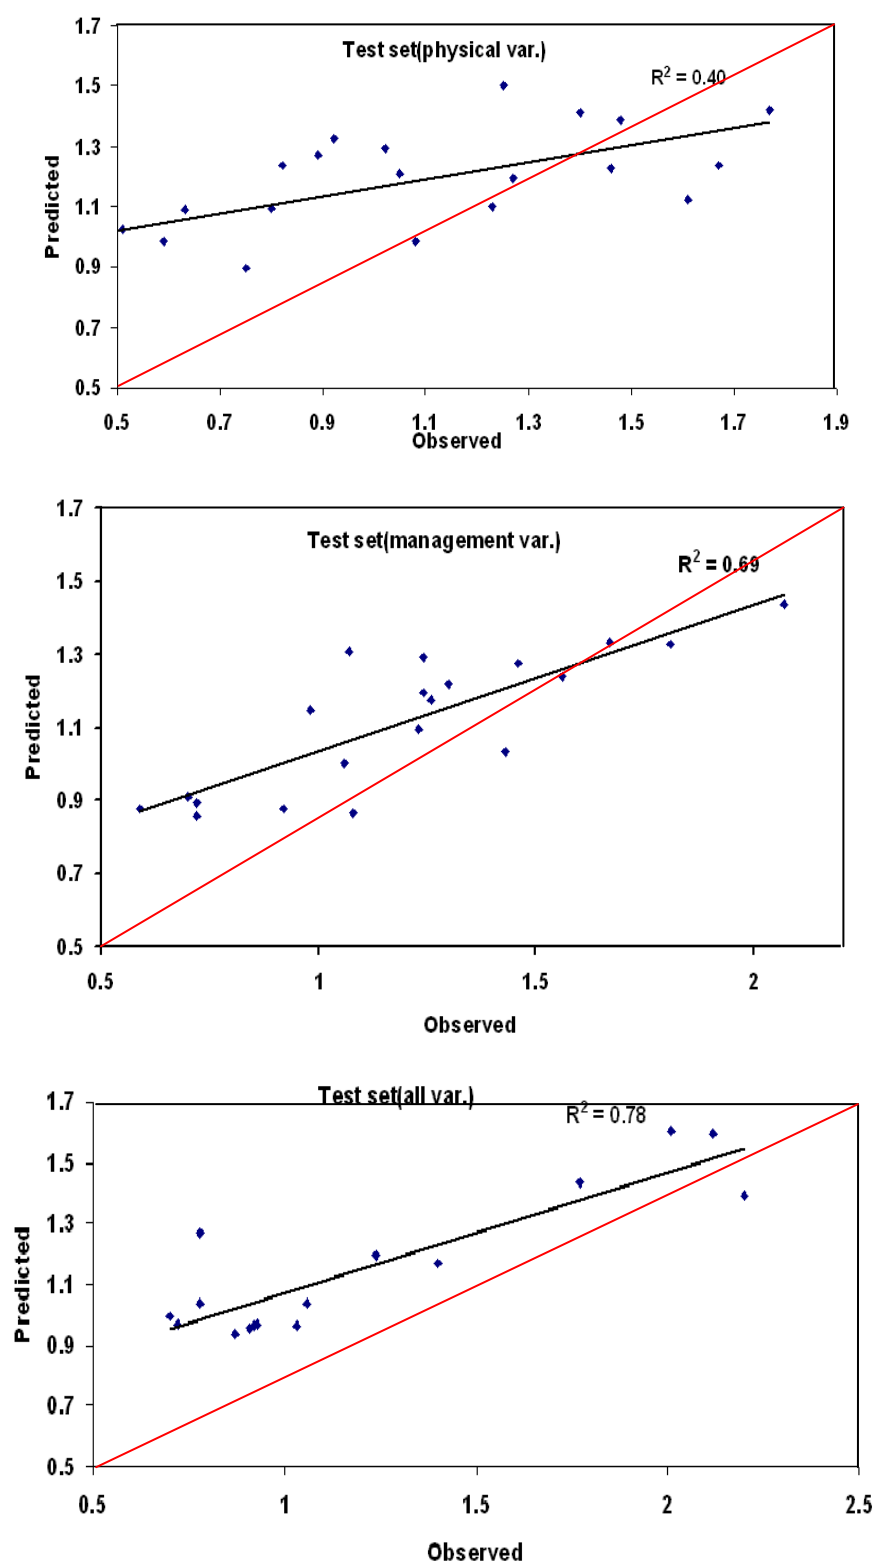 1.7
Test set(physical var.)
R² = 0.40
1.5
1.3
1.1
0.9
0.7
0.5
Predicted
0.5 0.7 0.9 1.1 1.3 1.5 1.7 1.9
Observed
1.7
Test set(management var.)
R² = 0.69
1.5
1.3
1.1
0.9
0.7
0.5
Predicted
0.5 1 1.5 2
Observed
Test set(all var.)
1.7
R² = 0.78
1.5
1.3
1.1
0.9
0.7
0.5
Predicted
0.5 1 1.5 2 2.5
Observed